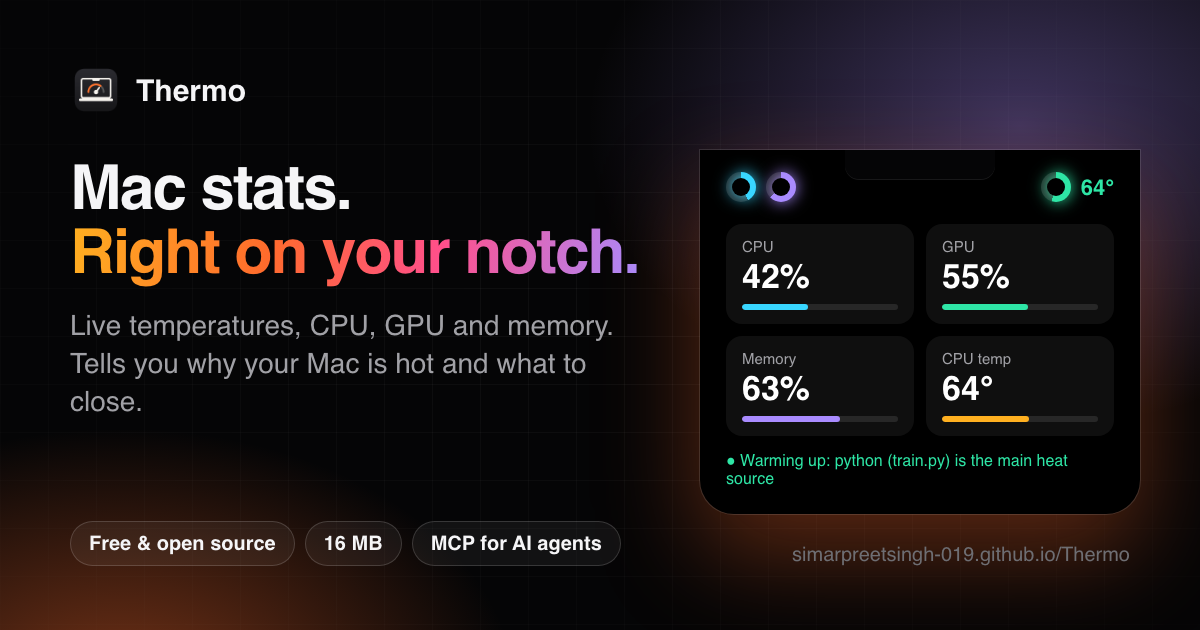 Thermo
Mac stats.
Right on your notch.
Live temperatures, CPU, GPU and memory.
Tells you why your Mac is hot and what to
close.
Free & open source
16 MB
MCP for AI agents
64°
CPU
42%
GPU
55%
Memory
63%
CPU temp
64°
● Warming up: python (train.py) is the main heat
source
simarpreetsingh-019.github.io/Thermo